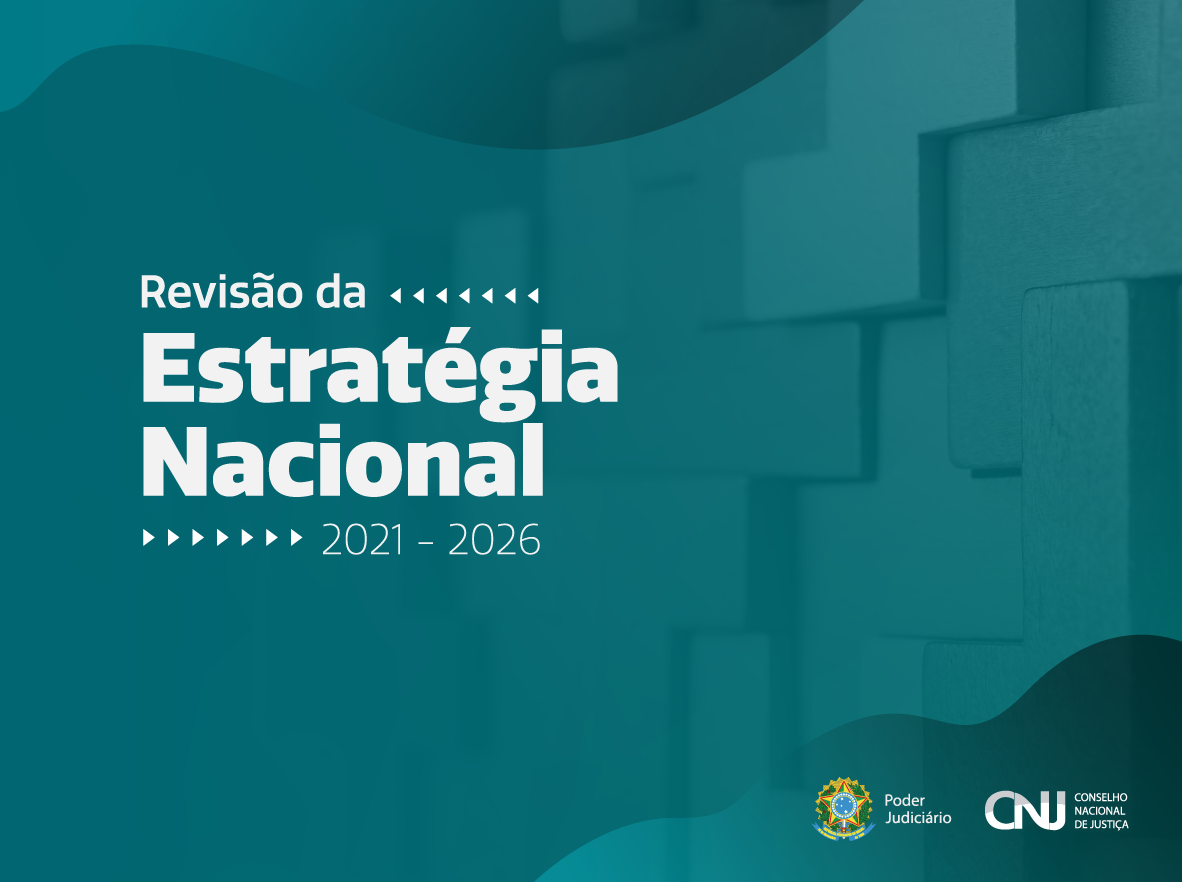 Revisão da
Estratégia
Nacional
2021 - 2026
Poder
Judiciário
CNJ
CONSELHO
NACIONAL
DE JUSTIÇA